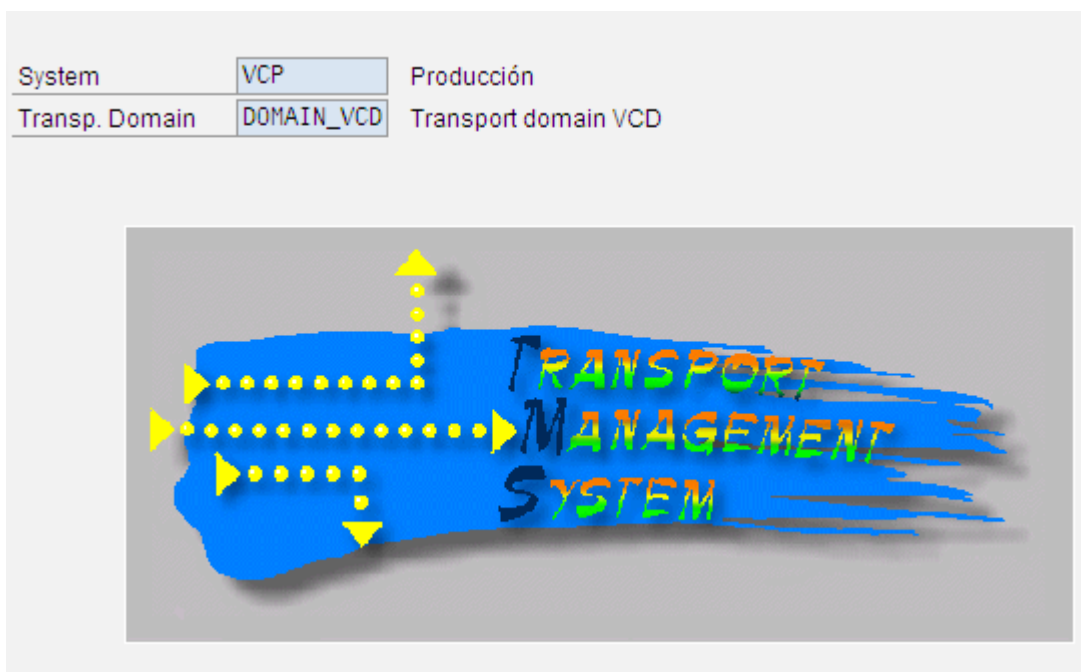 System VCP Producción
Transp. Domain DOMAIN_VCD Transport domain VCD
TRANSPORT
MANAGEMENT
SYSTEM